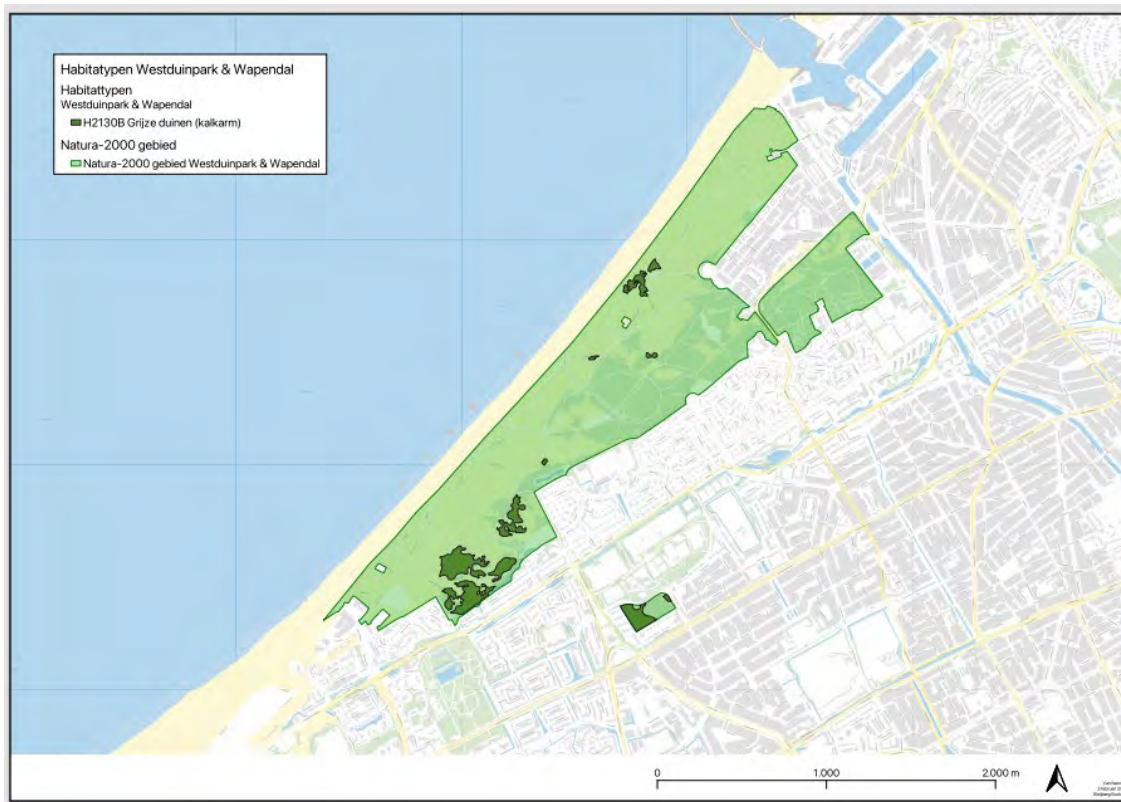 Habitatypen Westduinpark & Wapendal
Habitattypen
Westduinpark & Wapendal
H2130B Grijze duinen (kalkarm)
Natura-2000 gebied
Natura-2000 gebied Westduinpark & Wapendal
0 1.000 2.000 m